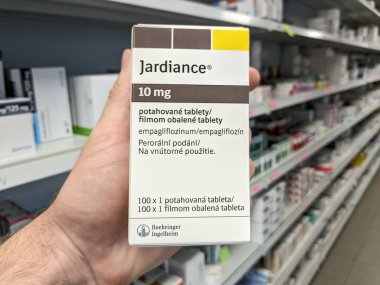 Jardiance®
10 mg
potahované tablety/
filmom obalené tablety
empagliflozinum/empagliflozín
Perorální podání/
Na vnútorné použitie.
100 x 1 potahovaná tableta/
100 x 1 filmom obalená tableta
Boehringer
Ingelheim